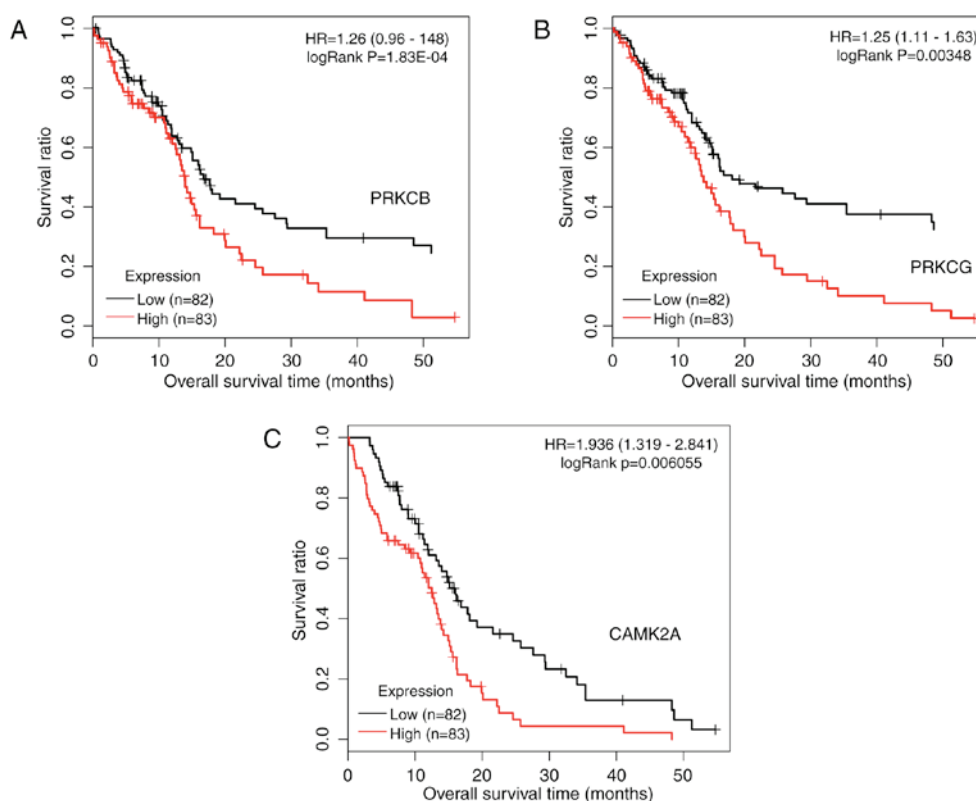 A
HR=1.26 (0.96 - 148)
logRank P=1.83E-04
PRKCB
Survival ratio
1.0
0.8
0.6
0.4
0.2
0.0
Expression
Low (n=82)
High (n=83)
0 10 20 30 40 50
Overall survival time (months)
B
HR=1.25 (1.11 - 1.63)
logRank P=0.00348
PRKCG
Survival ratio
1.0
0.8
0.6
0.4
0.2
0.0
Expression
Low (n=82)
High (n=83)
0 10 20 30 40 50
Overall survival time (months)
C
HR=1.936 (1.319 - 2.841)
logRank p=0.006055
CAMK2A
Survival ratio
1.0
0.8
0.6
0.4
0.2
0.0
Expression
Low (n=82)
High (n=83)
0 10 20 30 40 50
Overall survival time (months)